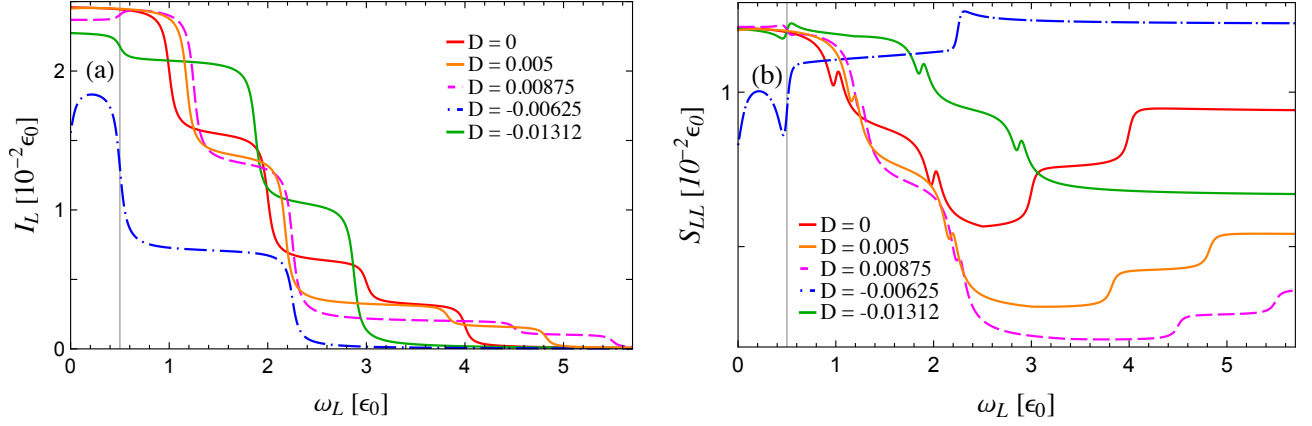 (a)
I_L [10^{-2}ϵ_0]
2
1
0
D = 0
D = 0.005
D = 0.00875
D = -0.00625
D = -0.01312
0 1 2 3 4 5
ω_L [ϵ_0]
(b)
S_{LL} [10^{-2}ϵ_0]
1
D = 0
D = 0.005
D = 0.00875
D = -0.00625
D = -0.01312
0 1 2 3 4 5
ω_L [ϵ_0]